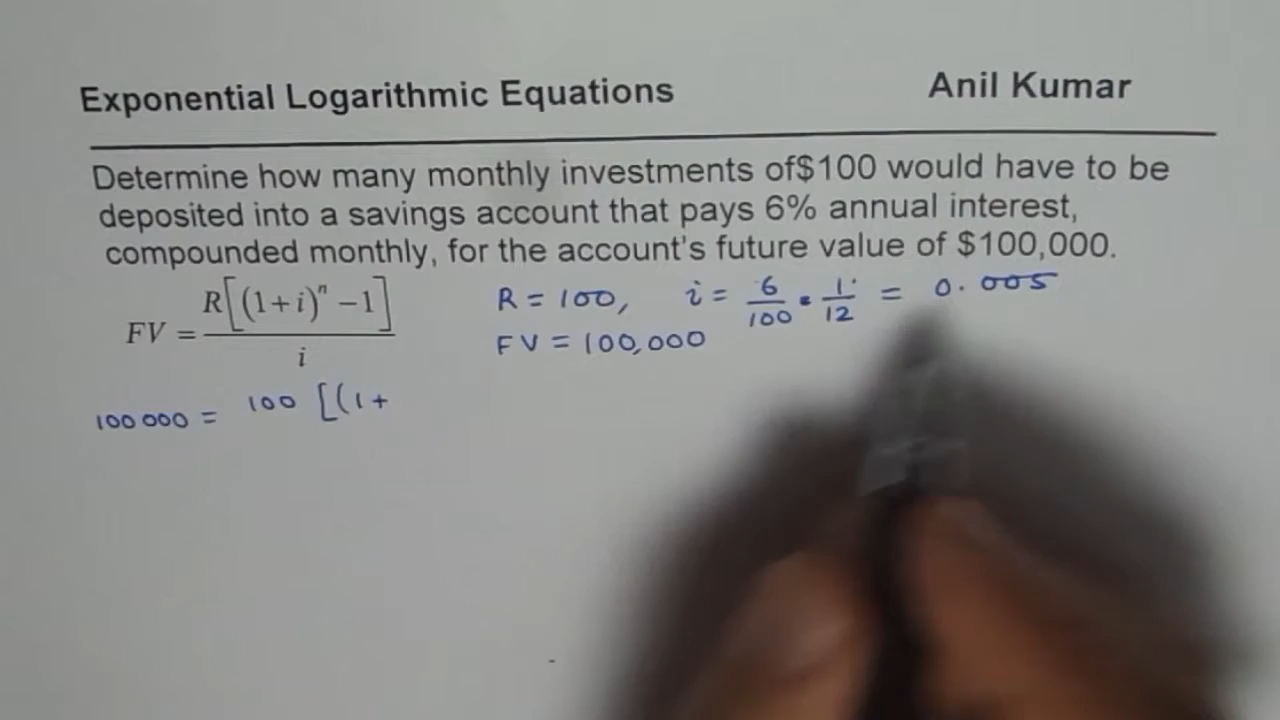 Exponential Logarithmic Equations Anil Kumar
Determine how many monthly investments of$100 would have to be
deposited into a savings account that pays 6% annual interest,
compounded monthly, for the account's future value of $100,000.
FV = R[(1+i)^n −1] / i
R = 100, i = 6/100 · 1/12 = 0.005
FV = 100,000
100 000 = 100 [(1+